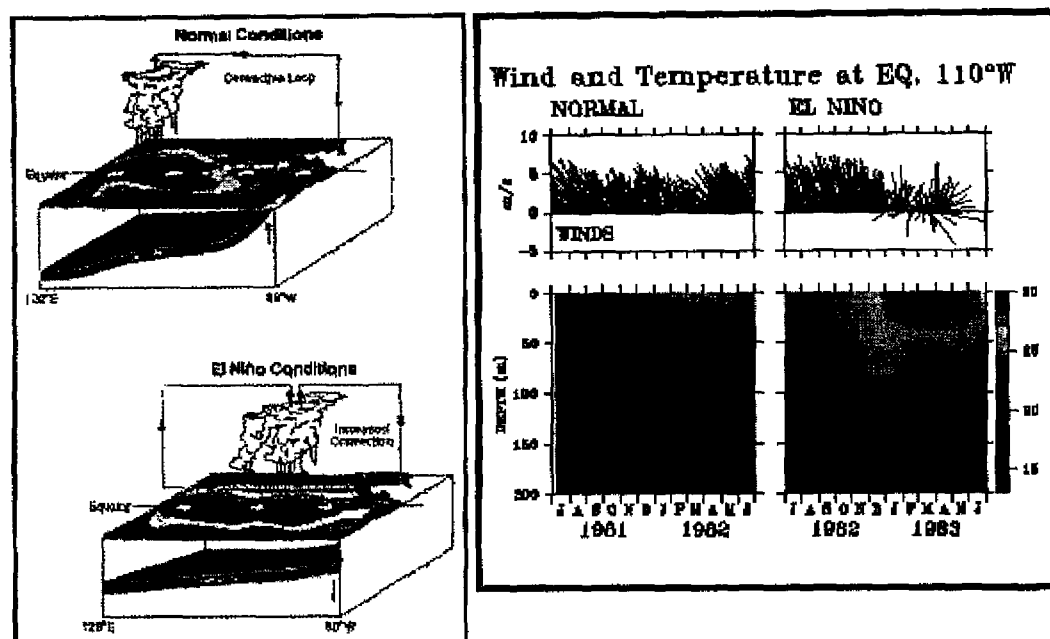 Normal Conditions
Convective Loop
Equator
80°W
El Niño Conditions
Increased
Convection
Equator
80°W
Wind and Temperature at EQ, 110°W
NORMAL
EL NINO
10
5
0
-5
WINDS
0
50
100
150
200
DEPTH (m)
J A S O N D J F M A M J
1981 1982
J A S O N D J F M A M J
1982 1983
30
25
20
15